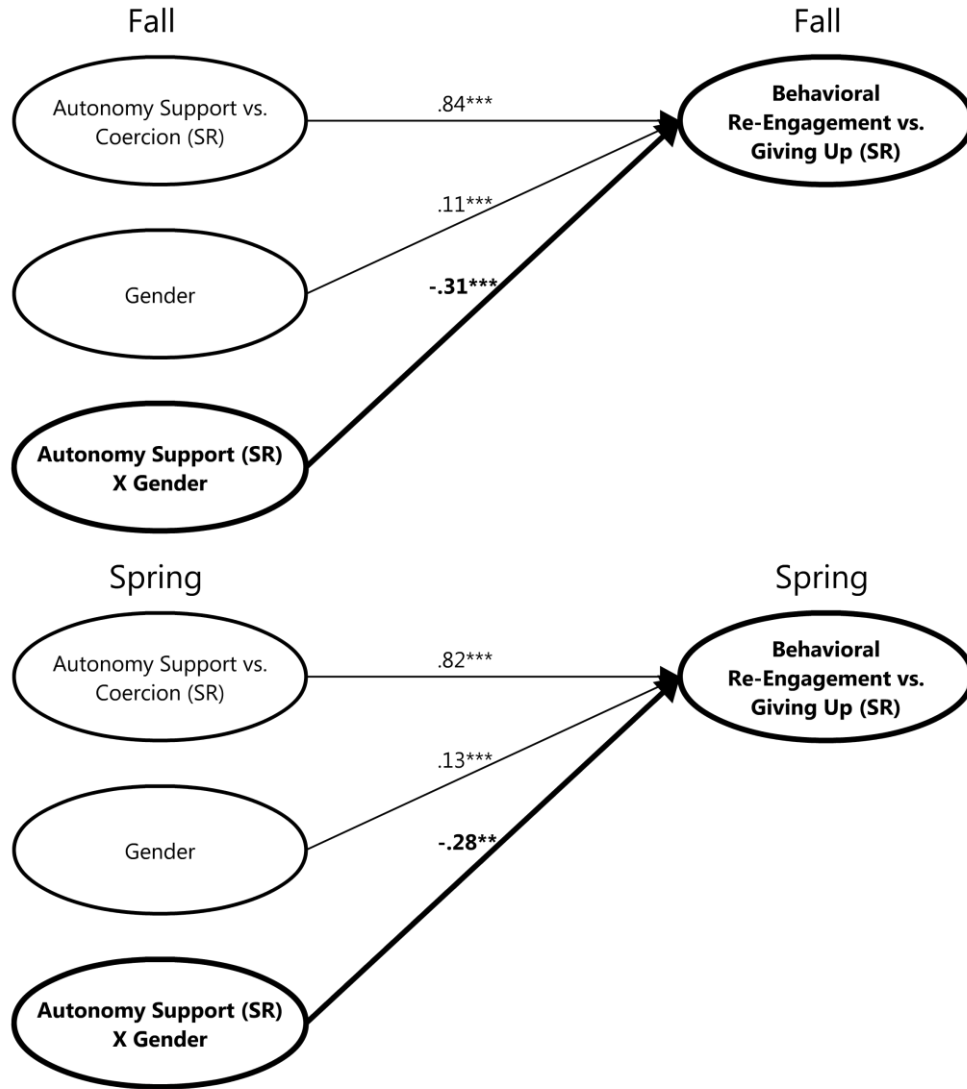 Fall
Fall
Autonomy Support vs.
Coercion (SR)
.84***
Behavioral
Re-Engagement vs.
Giving Up (SR)
.11***
Gender
-.31***
Autonomy Support (SR)
X Gender
Spring
Spring
Autonomy Support vs.
Coercion (SR)
.82***
Behavioral
Re-Engagement vs.
Giving Up (SR)
.13***
Gender
-.28**
Autonomy Support (SR)
X Gender